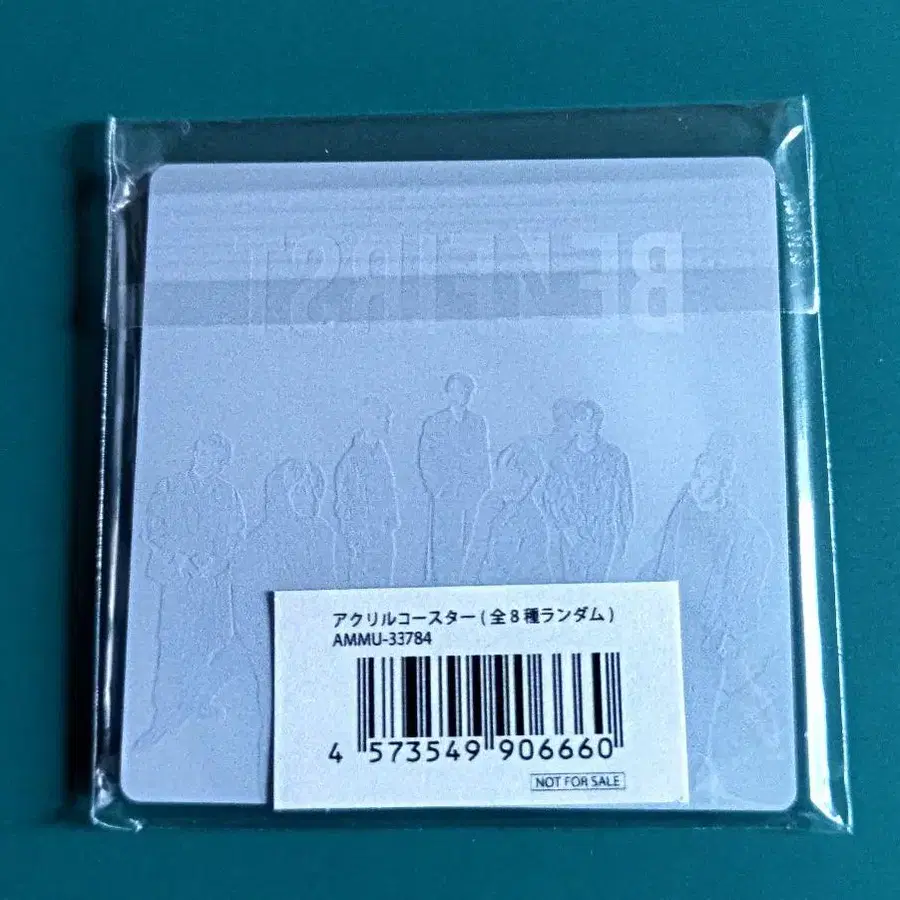 BE:FIRST
アクリルコースター(全8種ランダム)
AMMU-33784
4 573549 906660
NOT FOR SALE